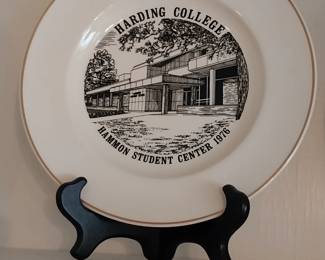 HARDING COLLEGE
HAMMON STUDENT CENTER 1976